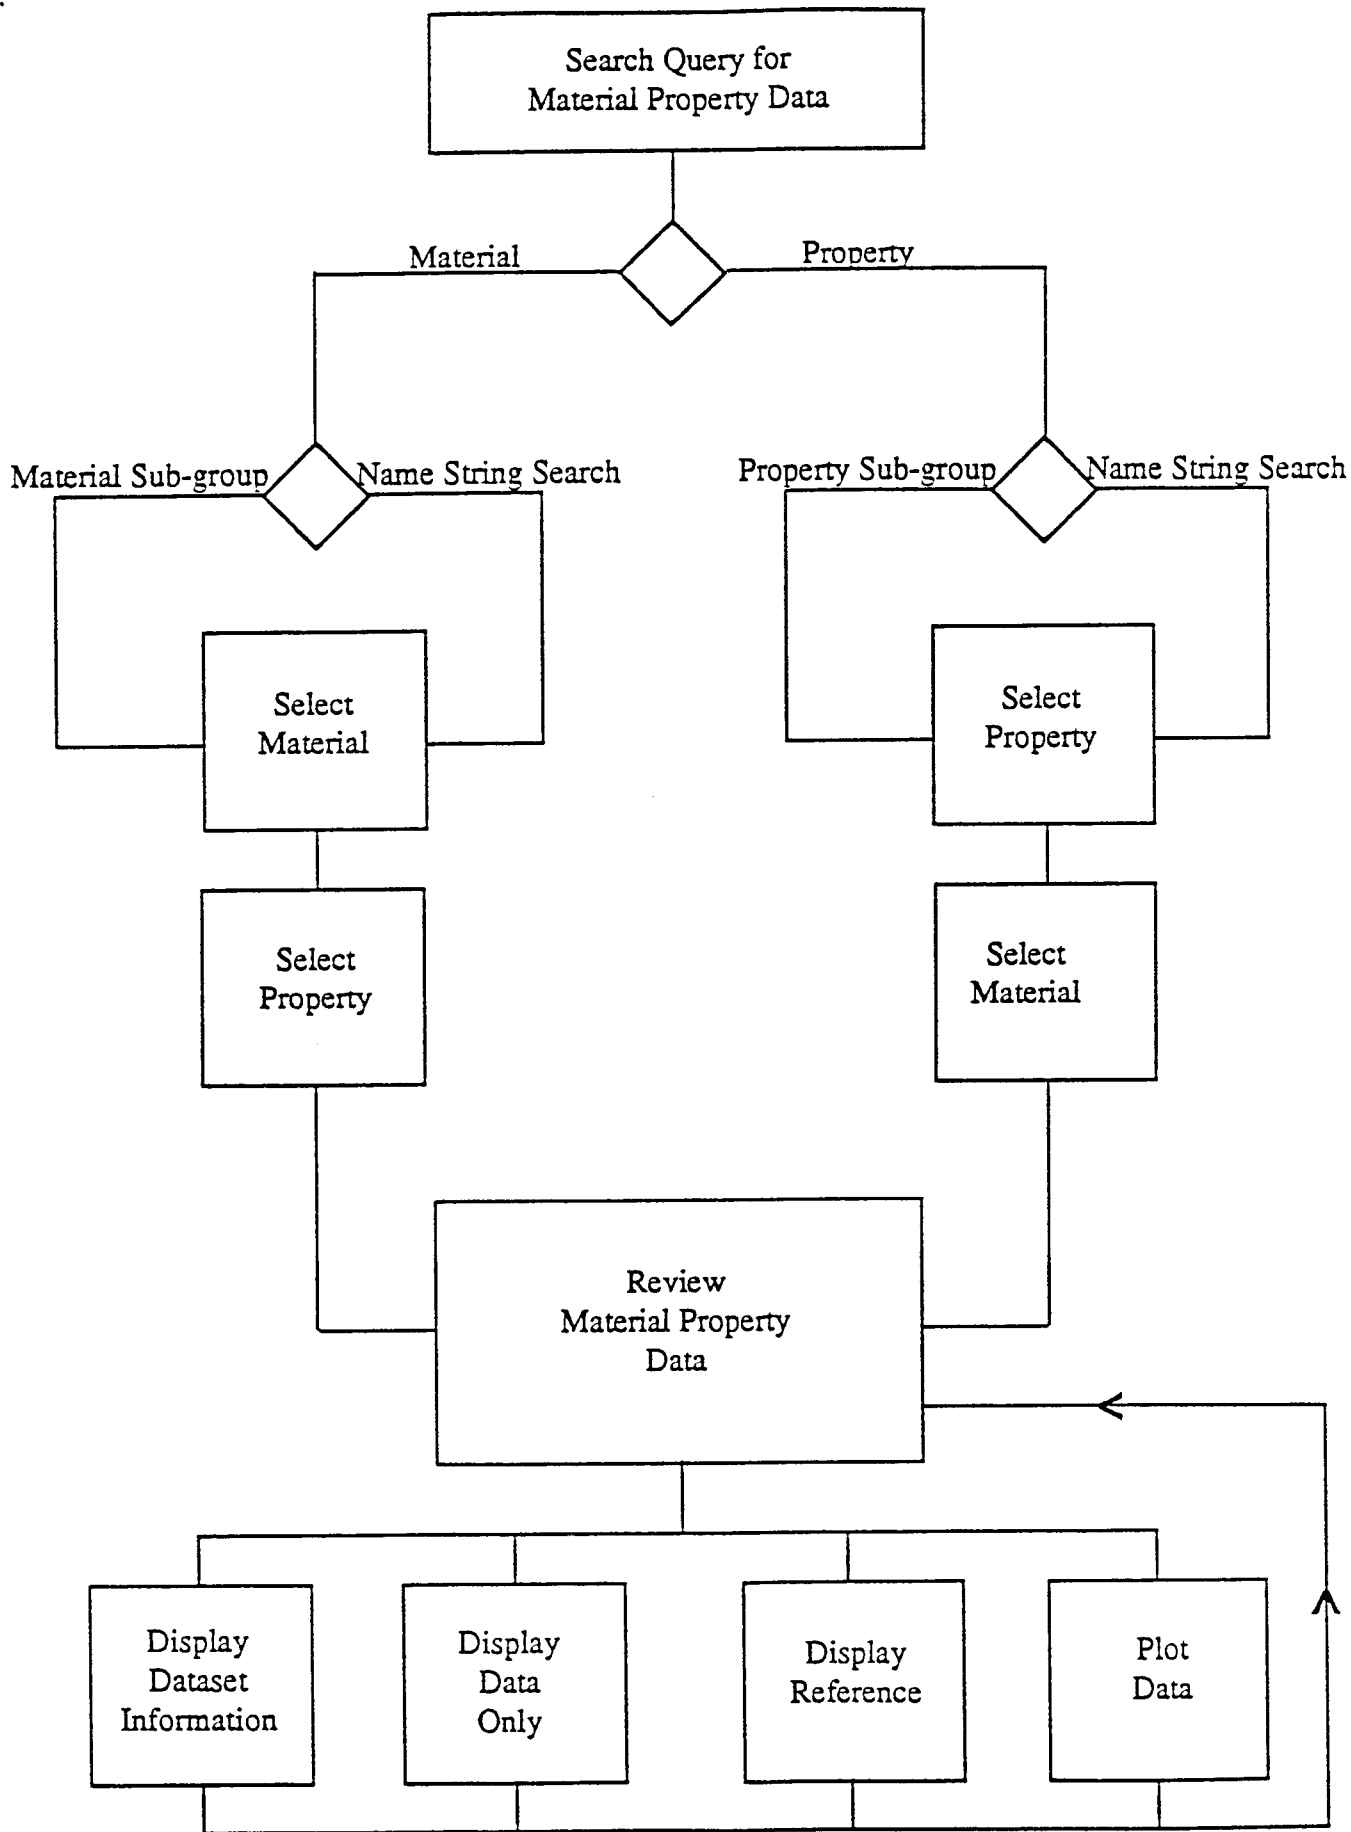 Search Query for
Material Property Data
Material
Property
Material Sub-group
Name String Search
Property Sub-group
Name String Search
Select
Material
Select
Property
Select
Property
Select
Material
Review
Material Property
Data
Display
Dataset
Information
Display
Data
Only
Display
Reference
Plot
Data